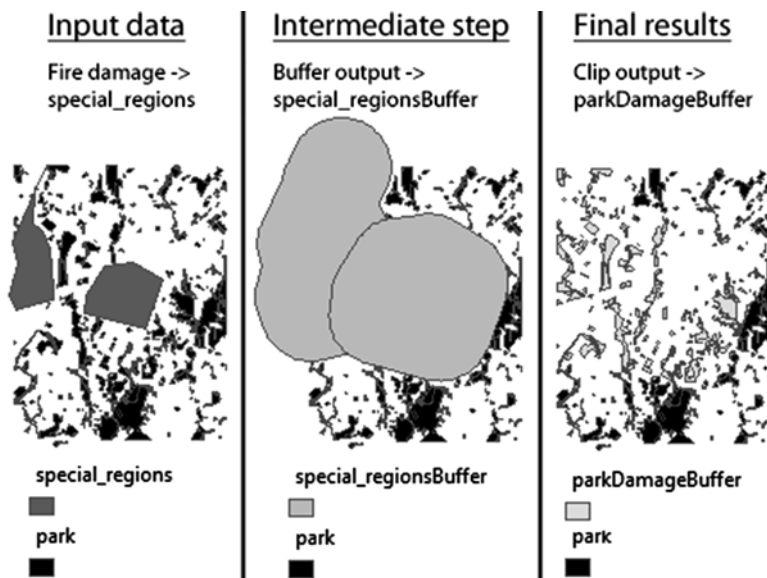 Input data
Fire damage ->
special_regions
special_regions
park
Intermediate step
Buffer output ->
special_regionsBuffer
special_regionsBuffer
park
Final results
Clip output ->
parkDamageBuffer
parkDamageBuffer
park